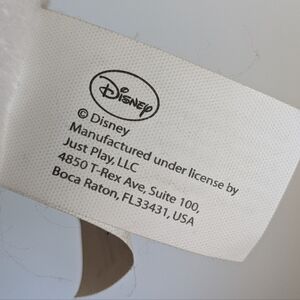 Disney
© Disney
Manufactured under license by
Just Play, LLC
4850 T-Rex Ave, Suite 100,
Boca Raton, FL33431, USA